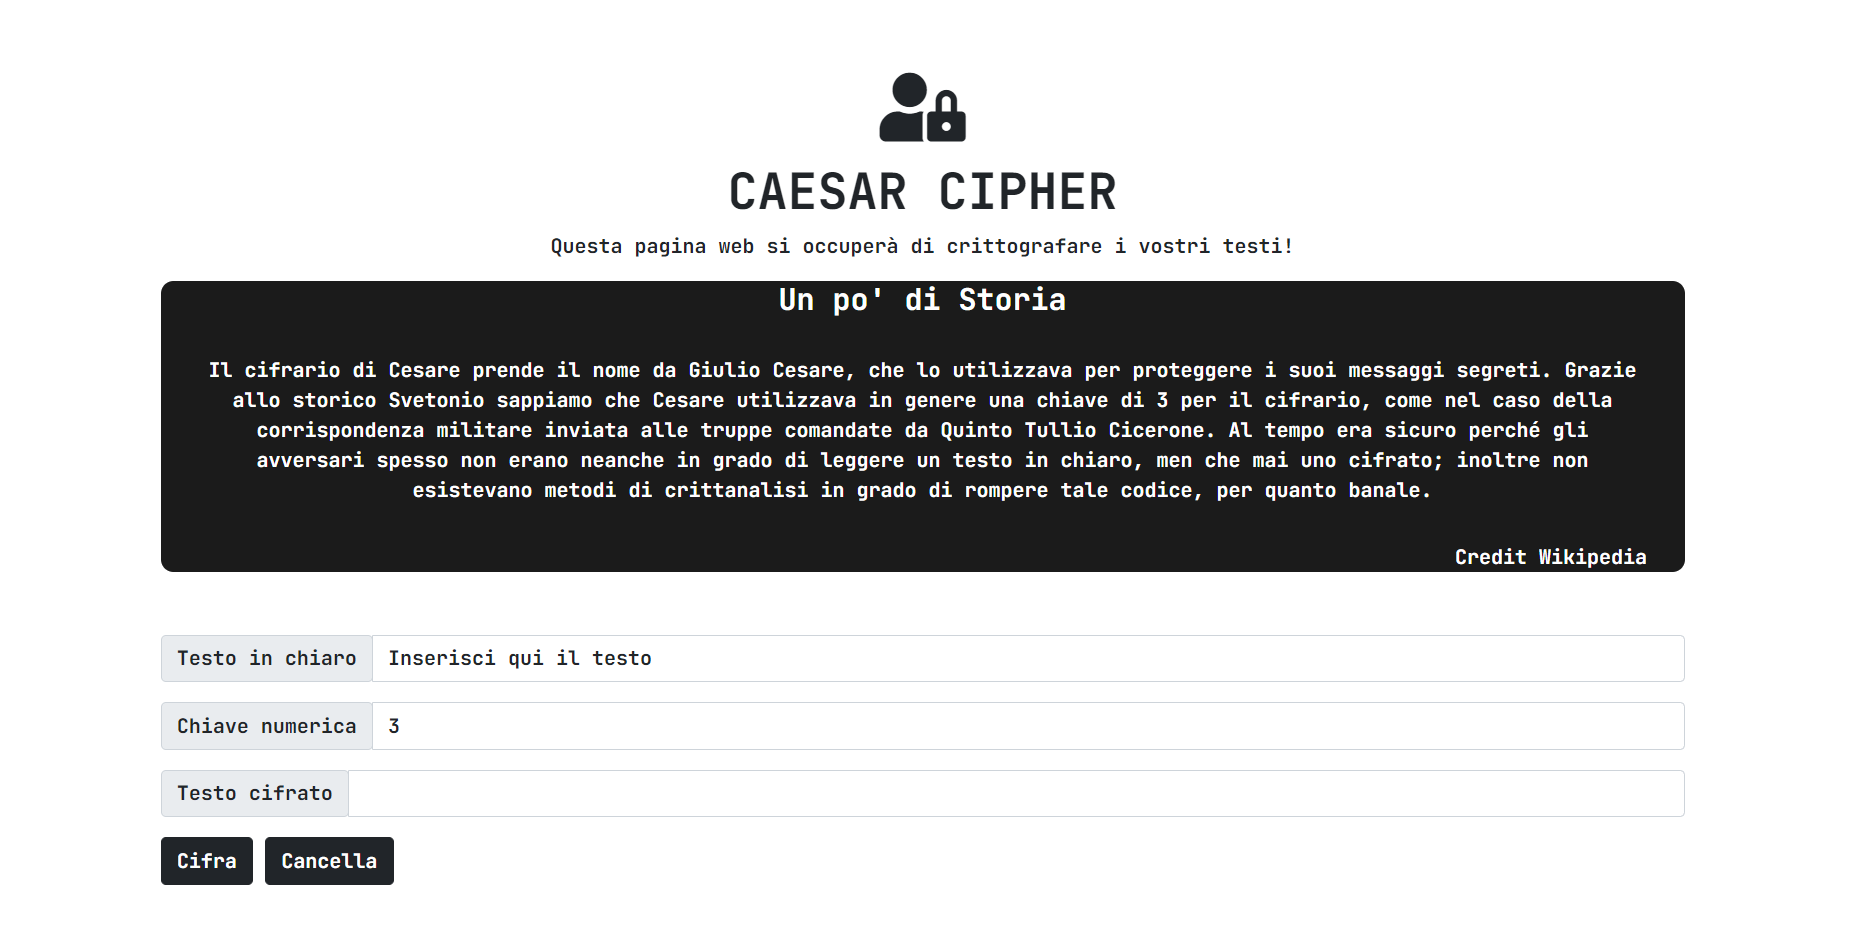 CAESAR CIPHER
Questa pagina web si occuperà di crittografare i vostri testi!
Un po' di Storia
Il cifrario di Cesare prende il nome da Giulio Cesare, che lo utilizzava per proteggere i suoi messaggi segreti. Grazie
allo storico Svetonio sappiamo che Cesare utilizzava in genere una chiave di 3 per il cifrario, come nel caso della
corrispondenza militare inviata alle truppe comandate da Quinto Tullio Cicerone. Al tempo era sicuro perché gli
avversari spesso non erano neanche in grado di leggere un testo in chiaro, men che mai uno cifrato; inoltre non
esistevano metodi di crittanalisi in grado di rompere tale codice, per quanto banale.
Credit Wikipedia
Testo in chiaro Inserisci qui il testo
Chiave numerica 3
Testo cifrato
Cifra Cancella